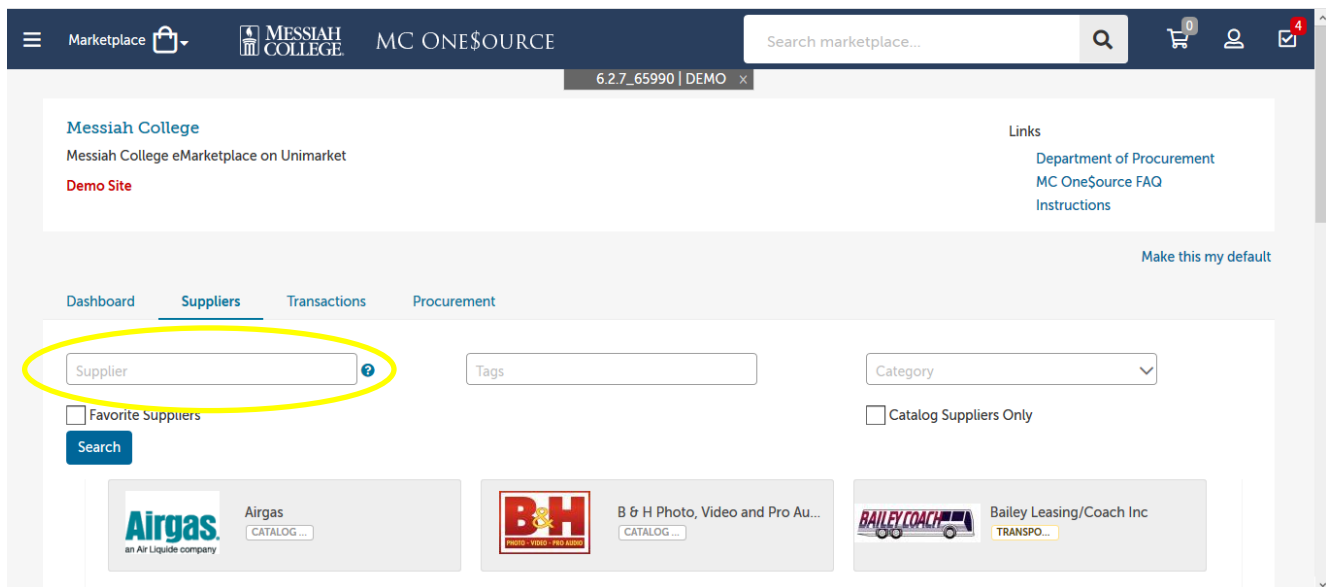 Marketplace
MESSIAH COLLEGE
MC ONE$OURCE
Search marketplace...
0
4
6.2.7_65990 | DEMO x
Messiah College
Messiah College eMarketplace on Unimarket
Demo Site
Links
Department of Procurement
MC One$ource FAQ
Instructions
Make this my default
Dashboard Suppliers Transactions Procurement
Supplier ? Tags Category
Favorite Suppliers Catalog Suppliers Only
Search
Airgas.
an Air Liquide company
Airgas
CATALOG ...
B&H
PHOTO - VIDEO - PRO AUDIO
B & H Photo, Video and Pro Au...
CATALOG ...
BAILEY COACH
Bailey Leasing/Coach Inc
TRANSPO...